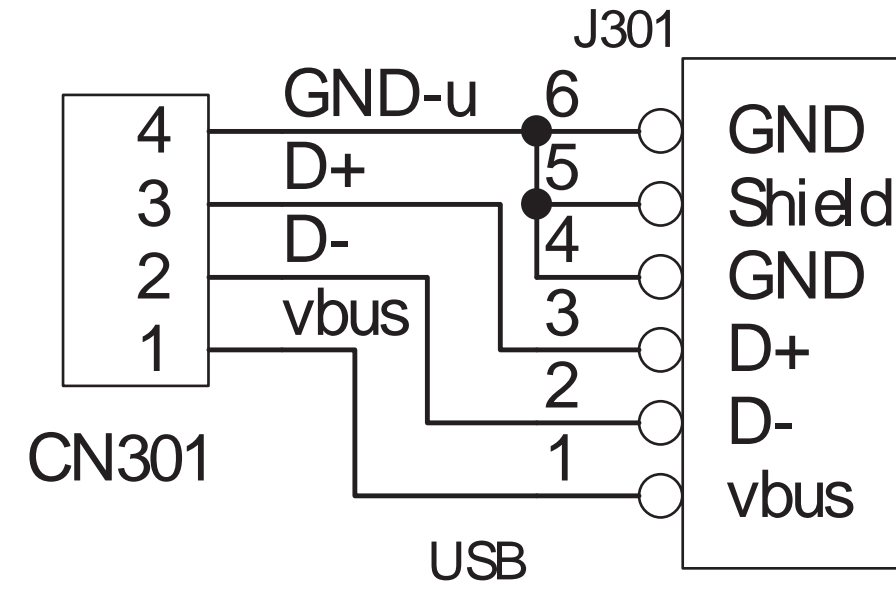 J301
GND-u 6
4 GND
D+ 5
3 Shield
D- 4
2 GND
vbus 3
1 D+
2
D-
CN301 1
vbus
USB